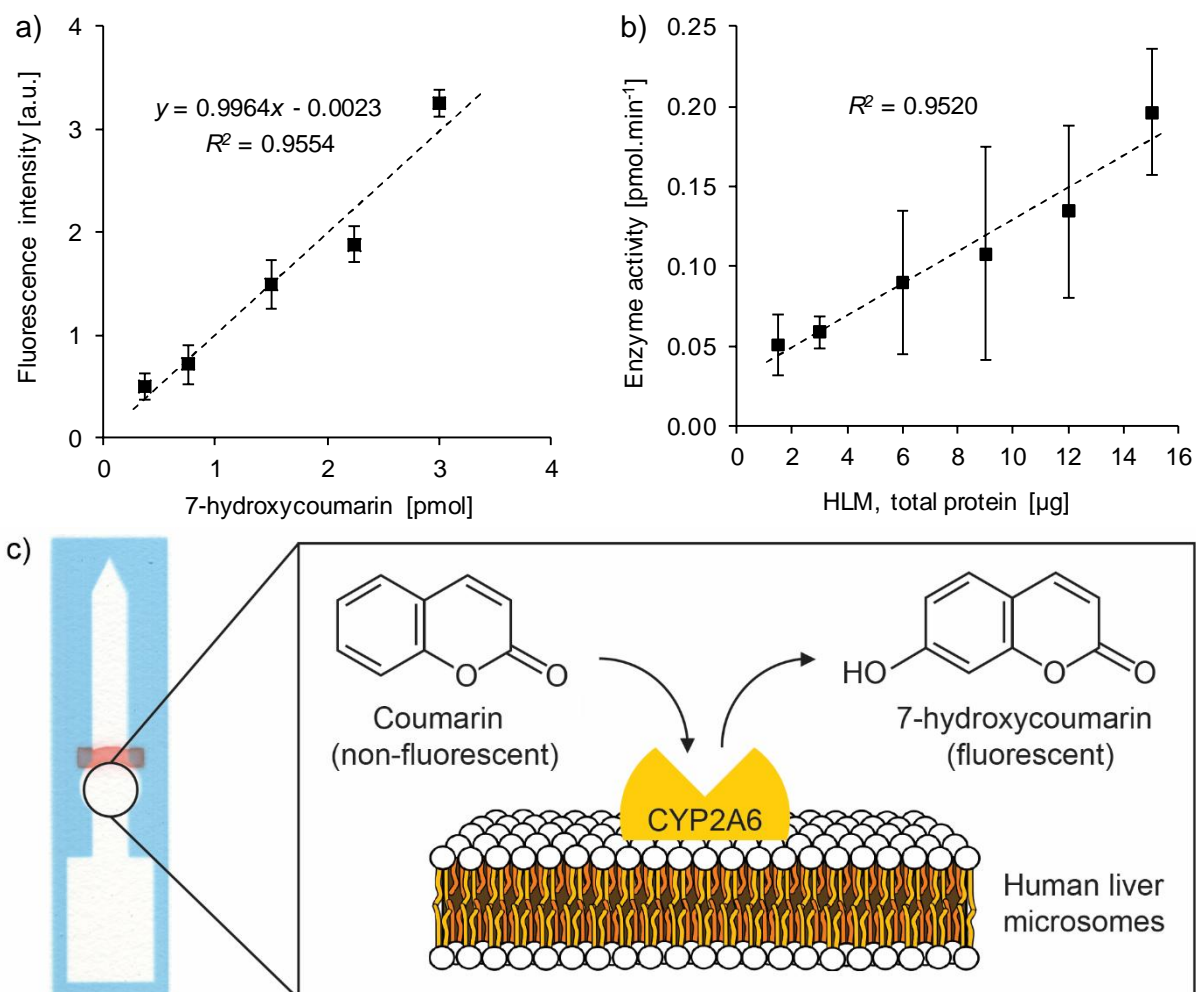 a)
4
3
2
1
0
Fluorescence intensity [a.u.]
y = 0.9964x - 0.0023
R² = 0.9554
0 1 2 3 4
7-hydroxycoumarin [pmol]
b)
0.25
0.20
0.15
0.10
0.05
0.00
Enzyme activity [pmol.min⁻¹]
R² = 0.9520
0 2 4 6 8 10 12 14 16
HLM, total protein [µg]
c)
O O
Coumarin
(non-fluorescent)
HO O O
7-hydroxycoumarin
(fluorescent)
CYP2A6
Human liver
microsomes